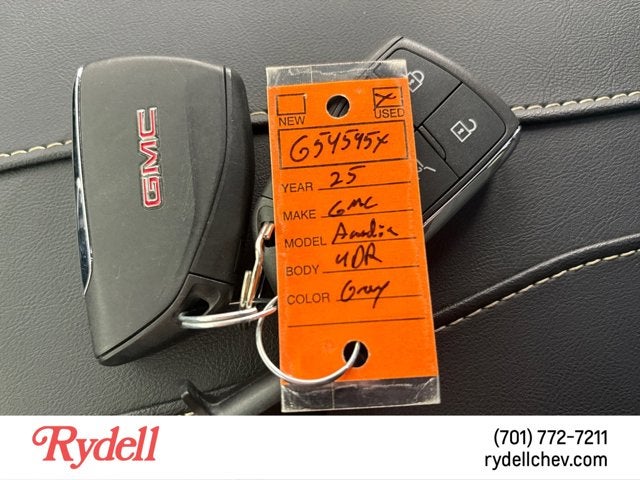 GMC
NEW USED
G54595X
YEAR 25
MAKE GMC
MODEL Acadia
BODY 4DR
COLOR Gray
Rydell
(701) 772-7211
rydellchev.com